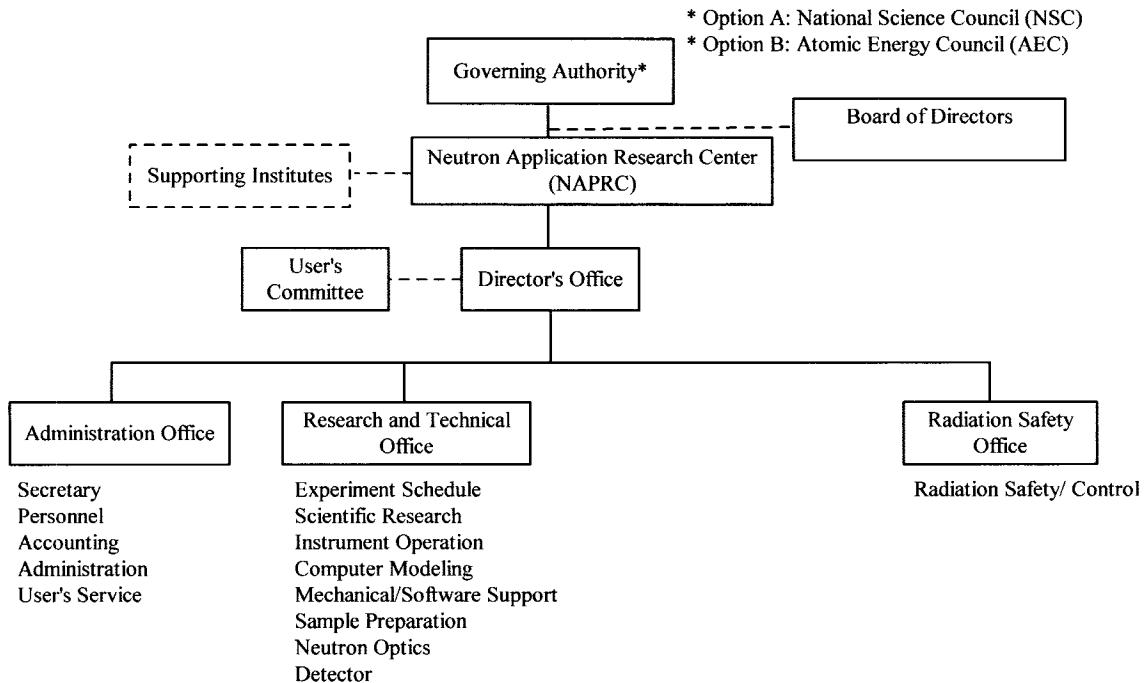 * Option A: National Science Council (NSC)
* Option B: Atomic Energy Council (AEC)
Governing Authority*
Board of Directors
Neutron Application Research Center
(NAPRC)
Supporting Institutes
User's
Committee
Director's Office
Administration Office
Research and Technical
Office
Radiation Safety
Office
Secretary
Personnel
Accounting
Administration
User's Service
Experiment Schedule
Scientific Research
Instrument Operation
Computer Modeling
Mechanical/Software Support
Sample Preparation
Neutron Optics
Detector
Radiation Safety/ Control